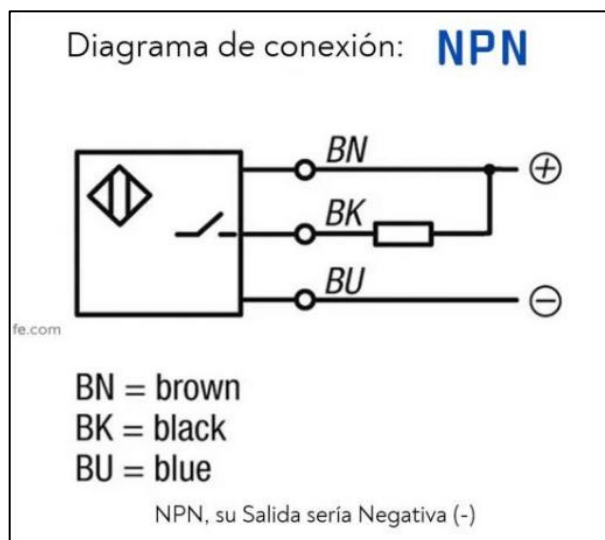 Diagrama de conexión: NPN
BN
+
BK
BU
−
fe.com
BN = brown
BK = black
BU = blue
NPN, su Salida sería Negativa (-)